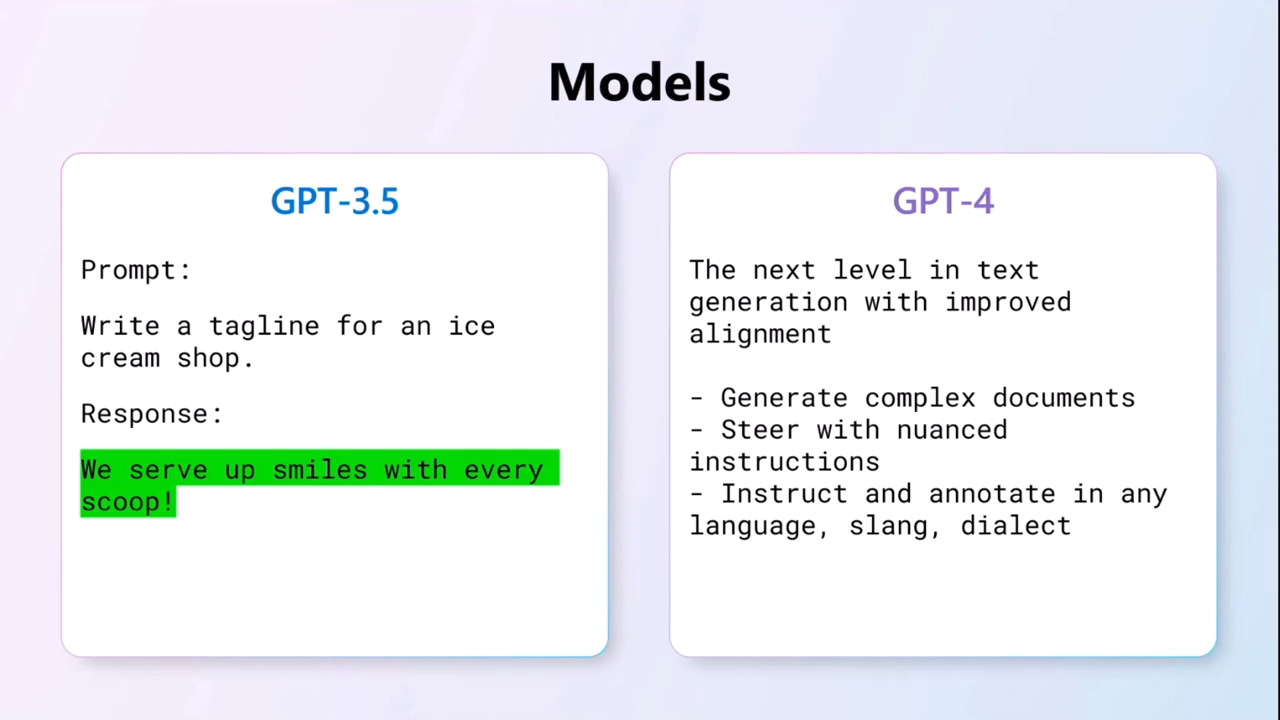 Models
GPT-3.5
Prompt:
Write a tagline for an ice
cream shop.
Response:
We serve up smiles with every
scoop!
GPT-4
The next level in text
generation with improved
alignment
- Generate complex documents
- Steer with nuanced
instructions
- Instruct and annotate in any
language, slang, dialect